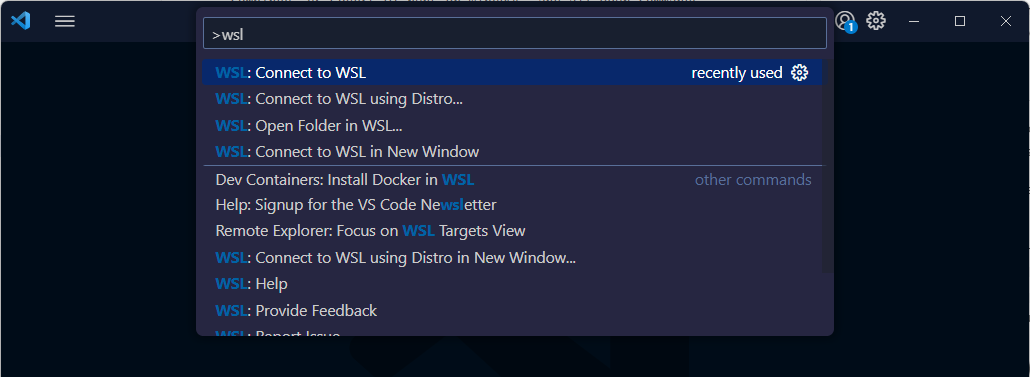 >wsl
1
WSL: Connect to WSL recently used
WSL: Connect to WSL using Distro...
WSL: Open Folder in WSL...
WSL: Connect to WSL in New Window
Dev Containers: Install Docker in WSL other commands
Help: Signup for the VS Code Newsletter
Remote Explorer: Focus on WSL Targets View
WSL: Connect to WSL using Distro in New Window...
WSL: Help
WSL: Provide Feedback
WSL: Report Issue